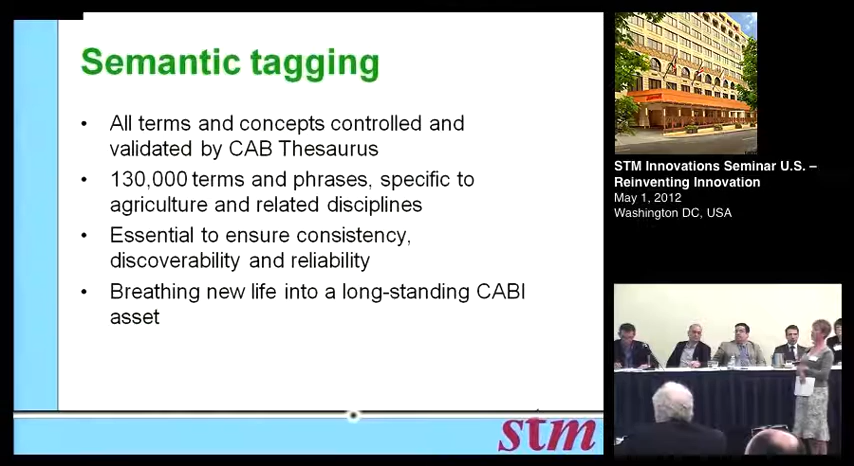 Semantic tagging
• All terms and concepts controlled and
validated by CAB Thesaurus
• 130,000 terms and phrases, specific to
agriculture and related disciplines
• Essential to ensure consistency,
discoverability and reliability
• Breathing new life into a long-standing CABI
asset
stm
STM Innovations Seminar U.S. –
Reinventing Innovation
May 1, 2012
Washington DC, USA